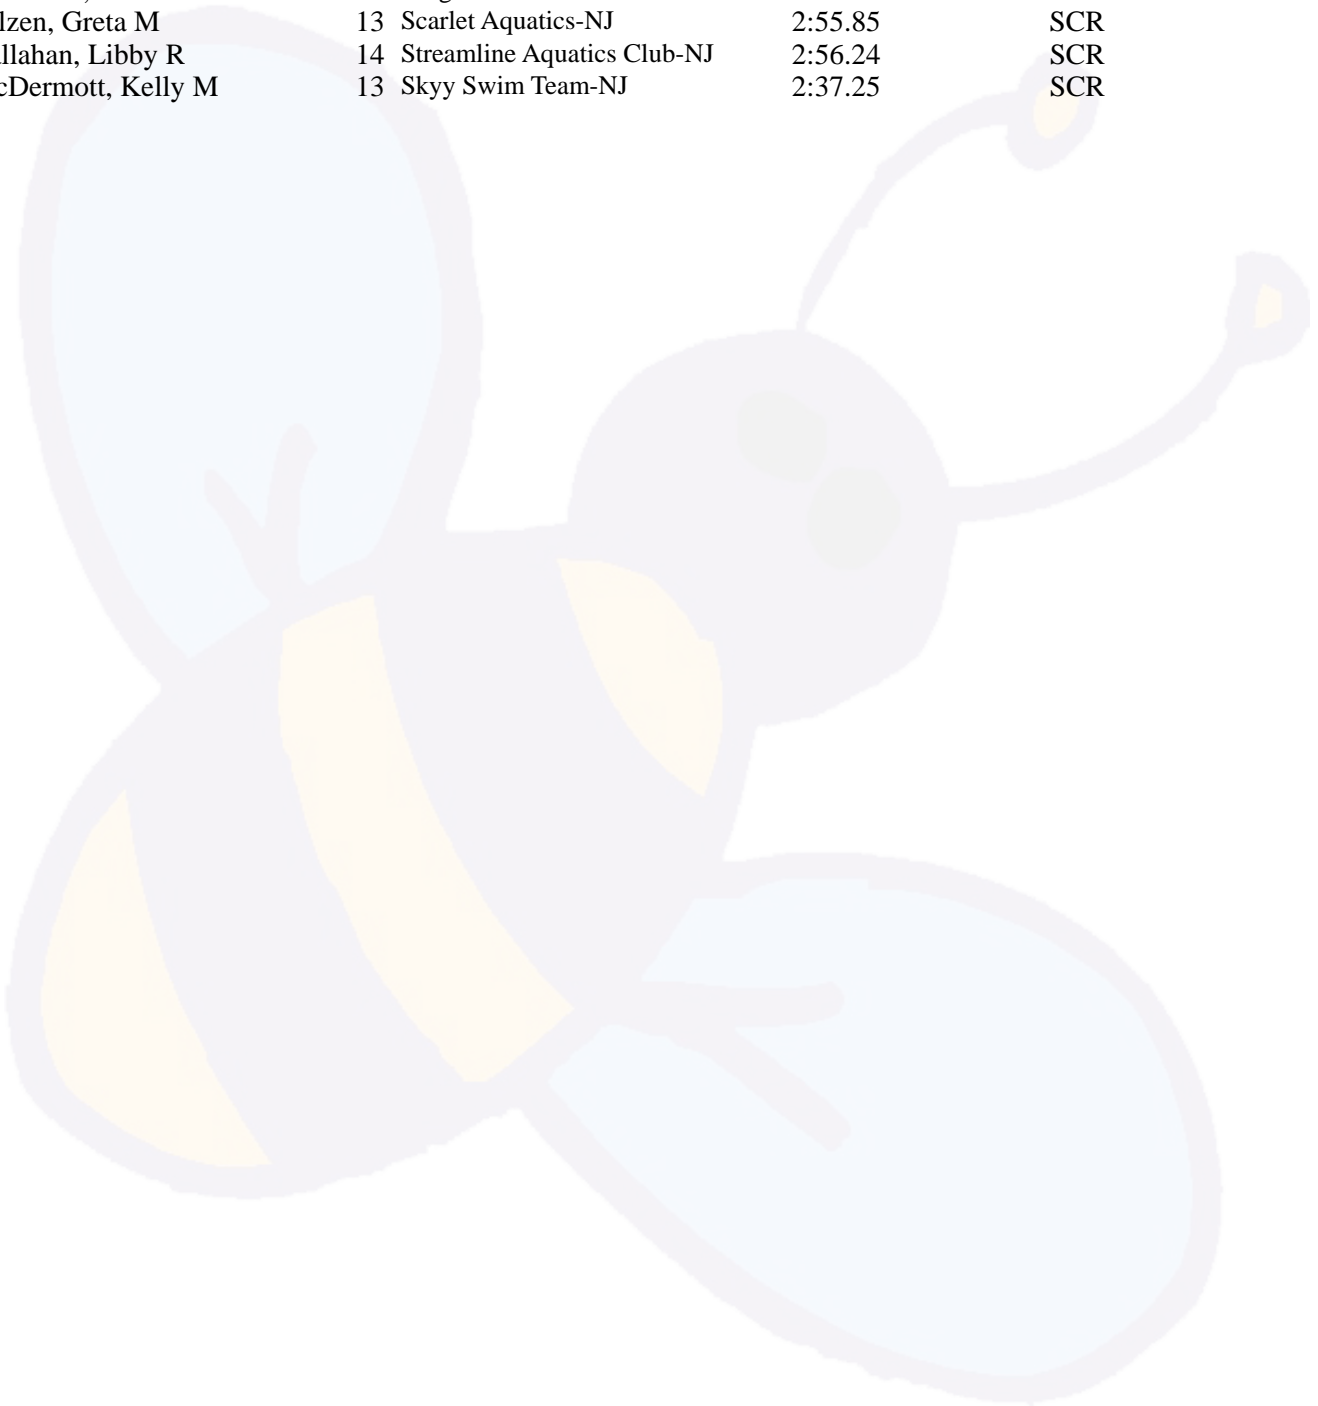 lzen, Greta M 13 Scarlet Aquatics-NJ 2:55.85 SCR
llahan, Libby R 14 Streamline Aquatics Club-NJ 2:56.24 SCR
cDermott, Kelly M 13 Skyy Swim Team-NJ 2:37.25 SCR